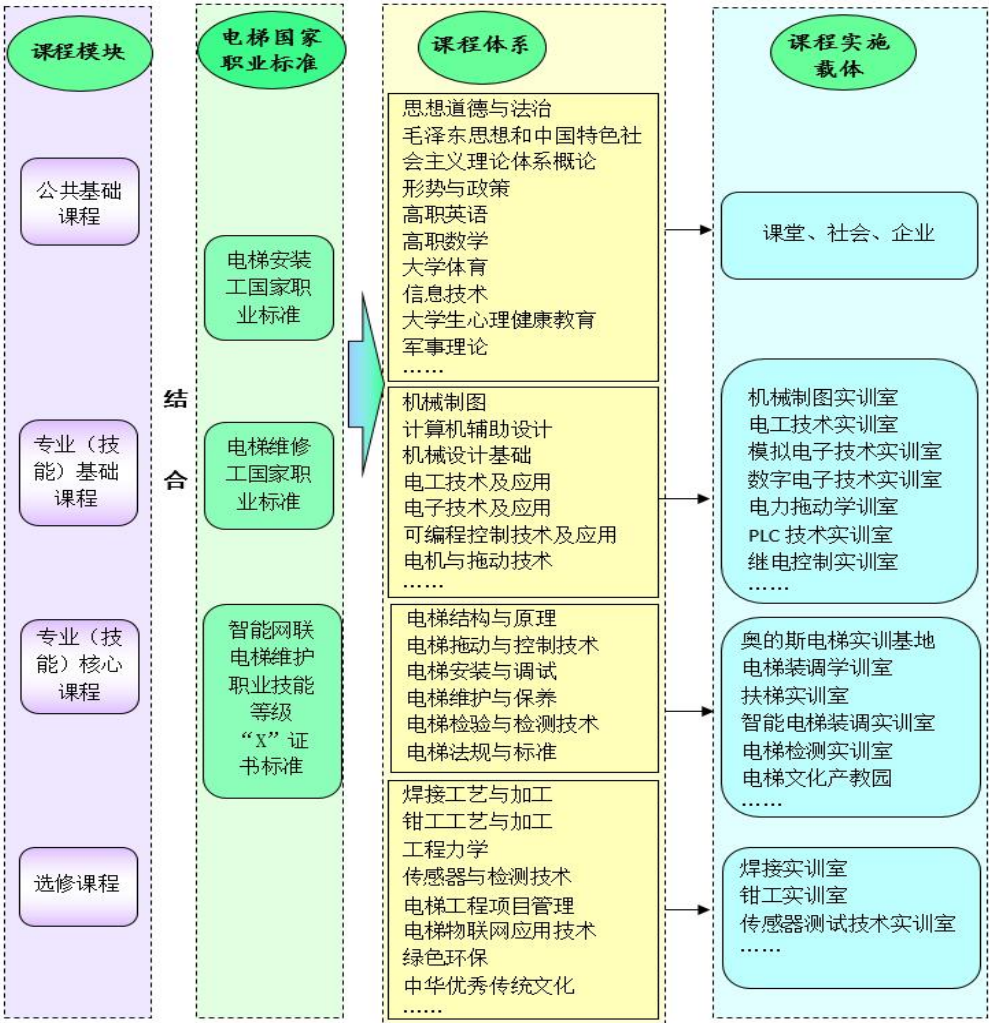 课程模块
公共基础
课程
专业（技
能）基础
课程
专业（技
能）核心
课程
选修课程
结
合
电梯国家
职业标准
电梯安装
工国家职
业标准
电梯维修
工国家职
业标准
智能网联
电梯维护
职业技能
等级
“X”证
书标准
课程体系
思想道德与法治
毛泽东思想和中国特色社
会主义理论体系概论
形势与政策
高职英语
高职数学
大学体育
信息技术
大学生心理健康教育
军事理论
……
机械制图
计算机辅助设计
机械设计基础
电工技术及应用
电子技术及应用
可编程控制技术及应用
电机与拖动技术
……
电梯结构与原理
电梯拖动与控制技术
电梯安装与调试
电梯维护与保养
电梯检验与检测技术
电梯法规与标准
焊接工艺与加工
钳工工艺与加工
工程力学
传感器与检测技术
电梯工程项目管理
电梯物联网应用技术
绿色环保
中华优秀传统文化
……
课程实施
载体
课堂、社会、企业
机械制图实训室
电工技术实训室
模拟电子技术实训室
数字电子技术实训室
电力拖动学训室
PLC 技术实训室
继电控制实训室
……
奥的斯电梯实训基地
电梯装调学训室
扶梯实训室
智能电梯装调实训室
电梯检测实训室
电梯文化产教园
……
焊接实训室
钳工实训室
传感器测试技术实训室
……